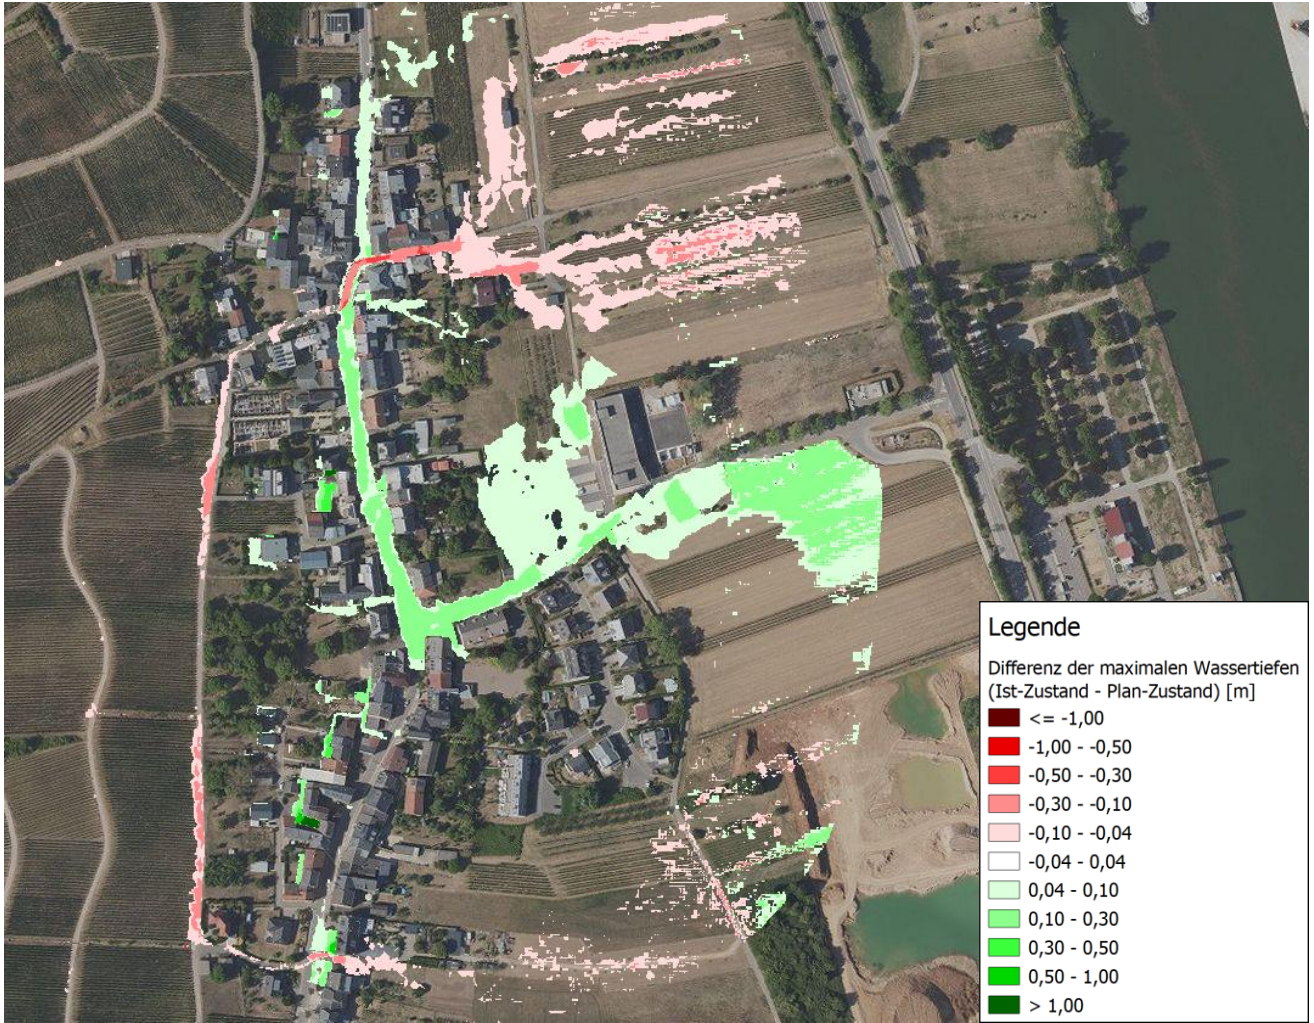 Legende
Differenz der maximalen Wassertiefen
(Ist-Zustand - Plan-Zustand) [m]
<= -1,00
-1,00 - -0,50
-0,50 - -0,30
-0,30 - -0,10
-0,10 - -0,04
-0,04 - 0,04
0,04 - 0,10
0,10 - 0,30
0,30 - 0,50
0,50 - 1,00
> 1,00